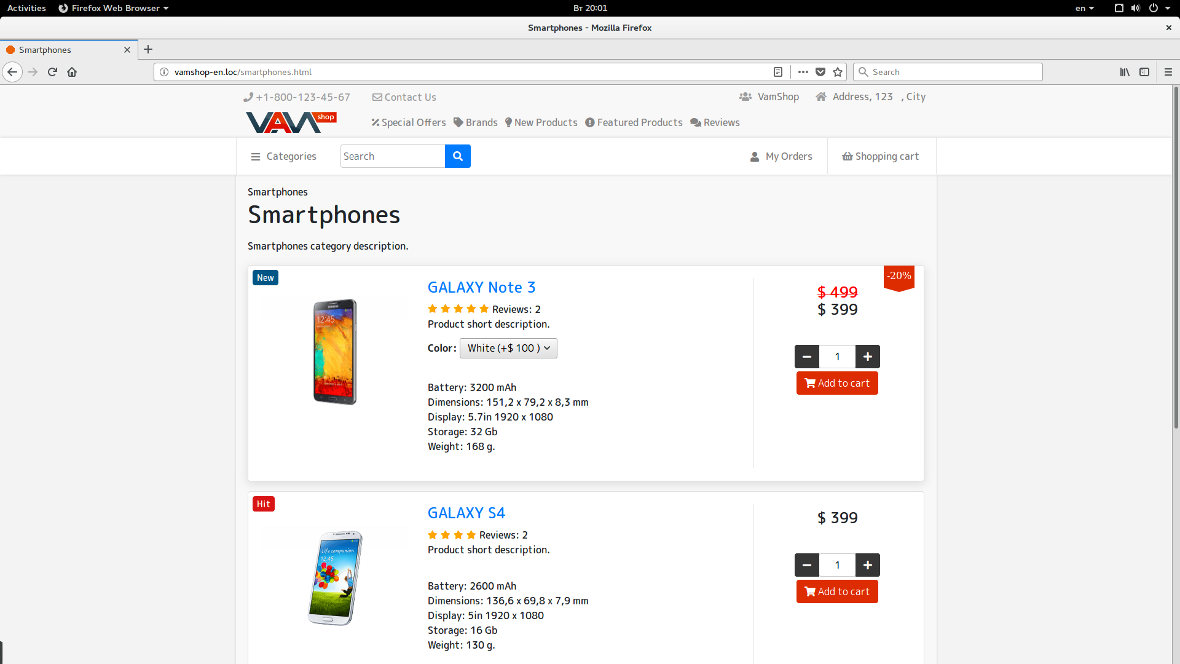 Activities Firefox Web Browser Вт 20:01 en
Smartphones - Mozilla Firefox
Smartphones
vamshop-en.loc/smartphones.html Search
+1-800-123-45-67 Contact Us VamShop Address, 123 , City
VAM shop
Special Offers Brands New Products Featured Products Reviews
Categories Search My Orders Shopping cart
Smartphones
Smartphones
Smartphones category description.
New
GALAXY Note 3
Reviews: 2
Product short description.
Color: White (+$ 100 )
Battery: 3200 mAh
Dimensions: 151,2 x 79,2 x 8,3 mm
Display: 5.7in 1920 x 1080
Storage: 32 Gb
Weight: 168 g.
-20%
$ 499
$ 399
1
Add to cart
Hit
GALAXY S4
Reviews: 2
Product short description.
Battery: 2600 mAh
Dimensions: 136,6 x 69,8 x 7,9 mm
Display: 5in 1920 x 1080
Storage: 16 Gb
Weight: 130 g.
$ 399
1
Add to cart